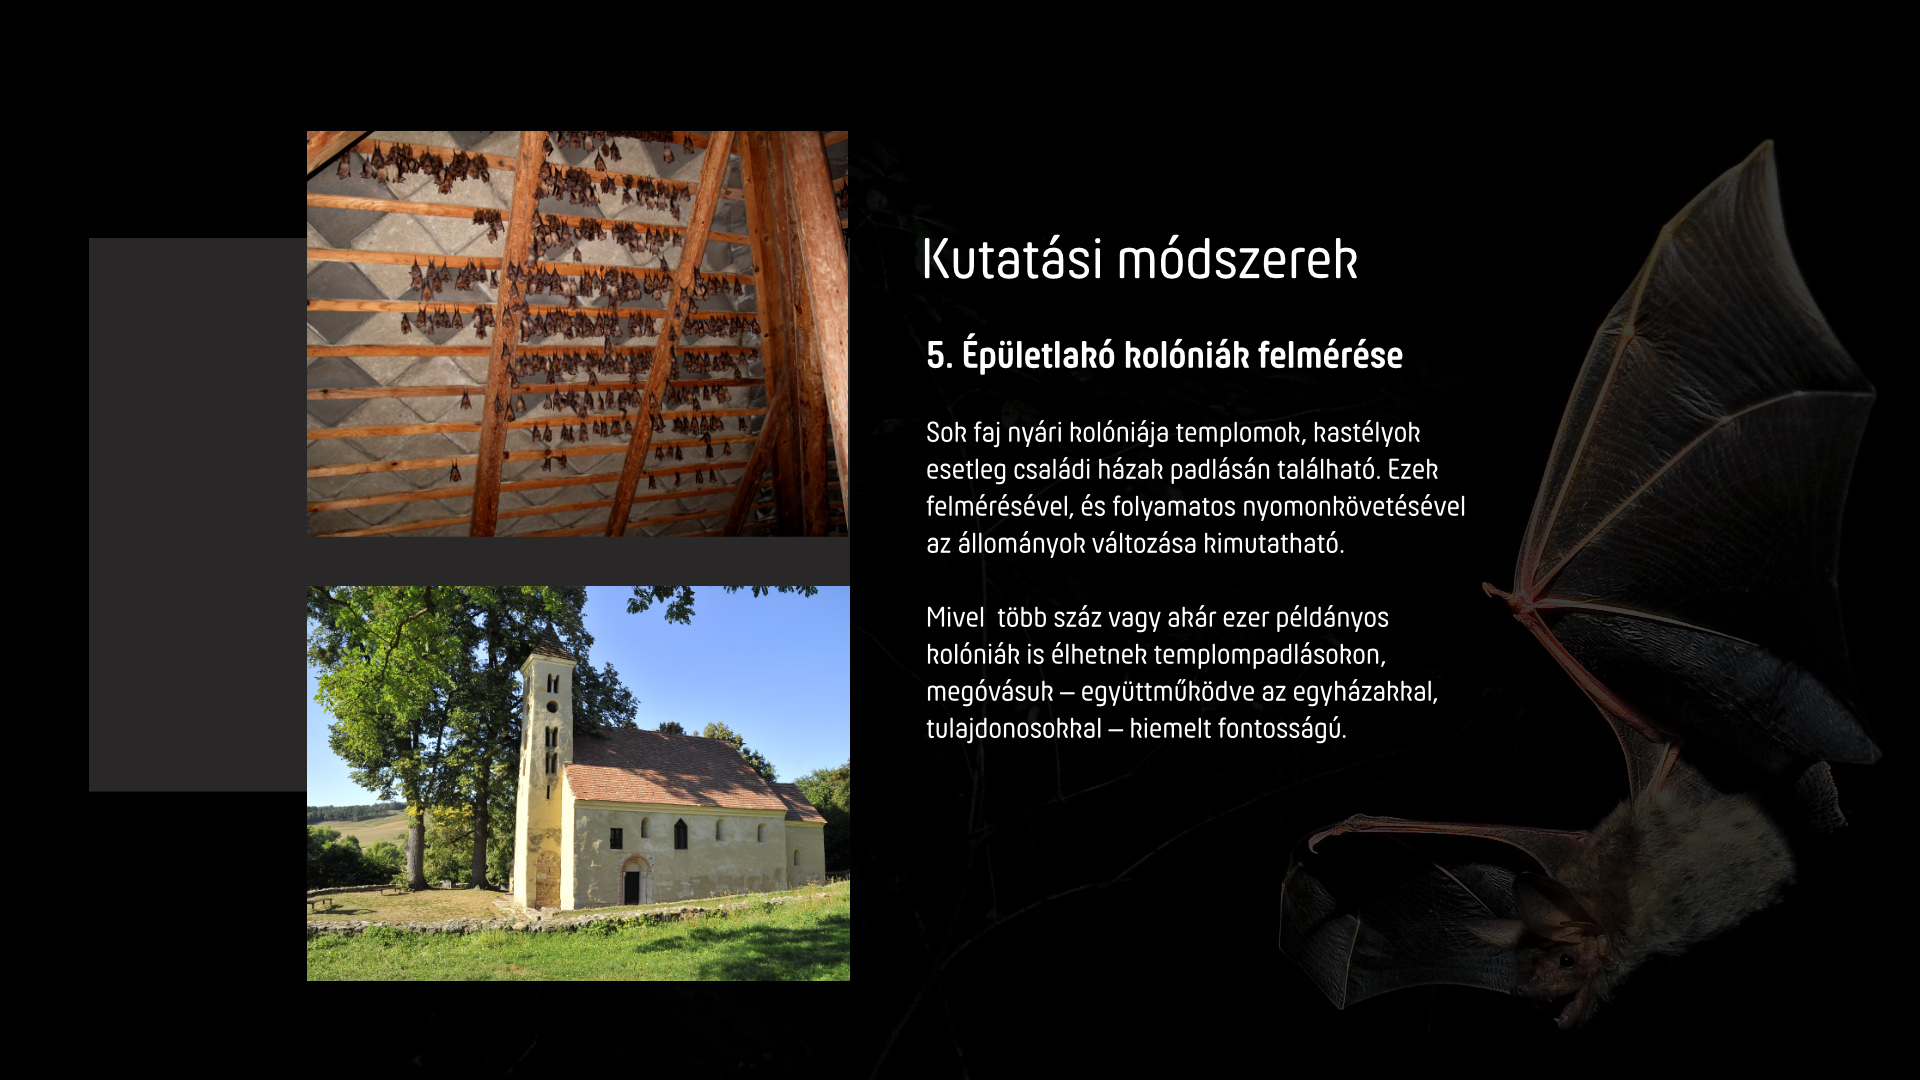 Kutatási módszerek
5. Épületlakó kolóniák felmérése
Sok faj nyári kolóniája templomok, kastélyok
esetleg családi házak padlásán található. Ezek
felmérésével, és folyamatos nyomonkövetésével
az állományok változása kimutatható.
Mivel  több száz vagy akár ezer példányos
kolóniák is élhetnek templompadlásokon,
megóvásuk – együttműködve az egyházakkal,
tulajdonosokkal – kiemelt fontosságú.